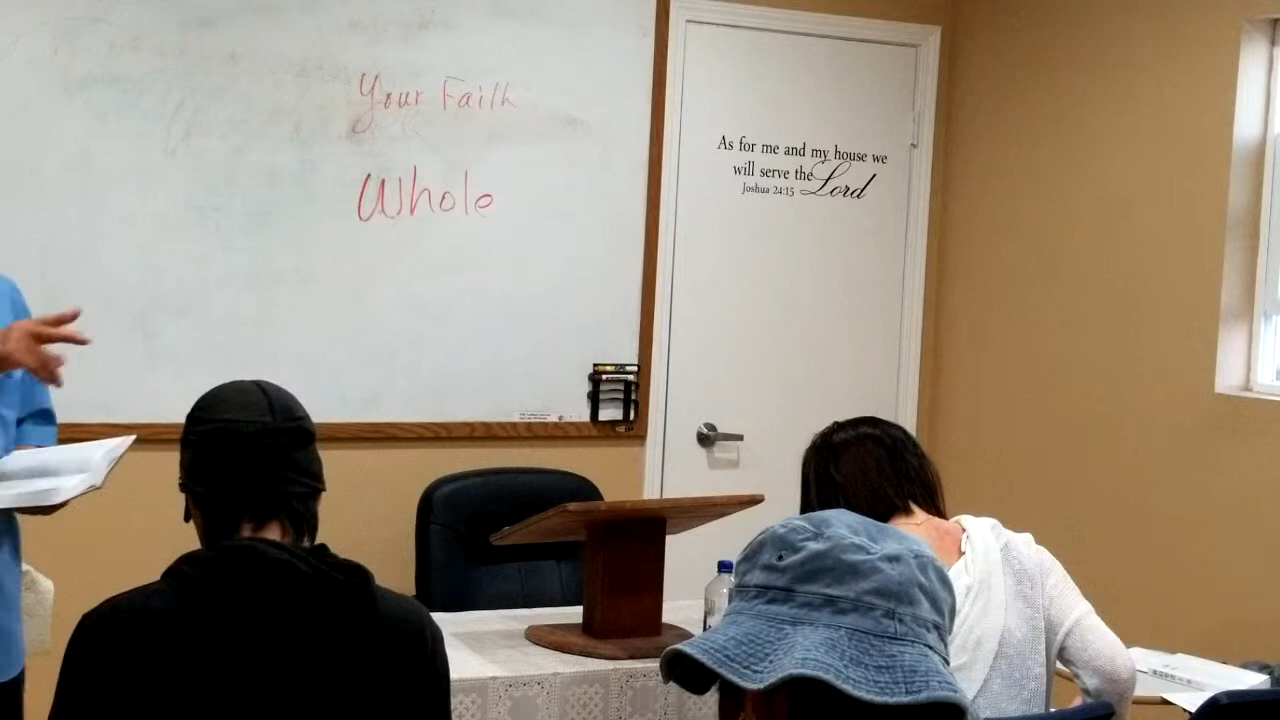 Your Faith
Whole
As for me and my house we
will serve the Lord
Joshua 24:15